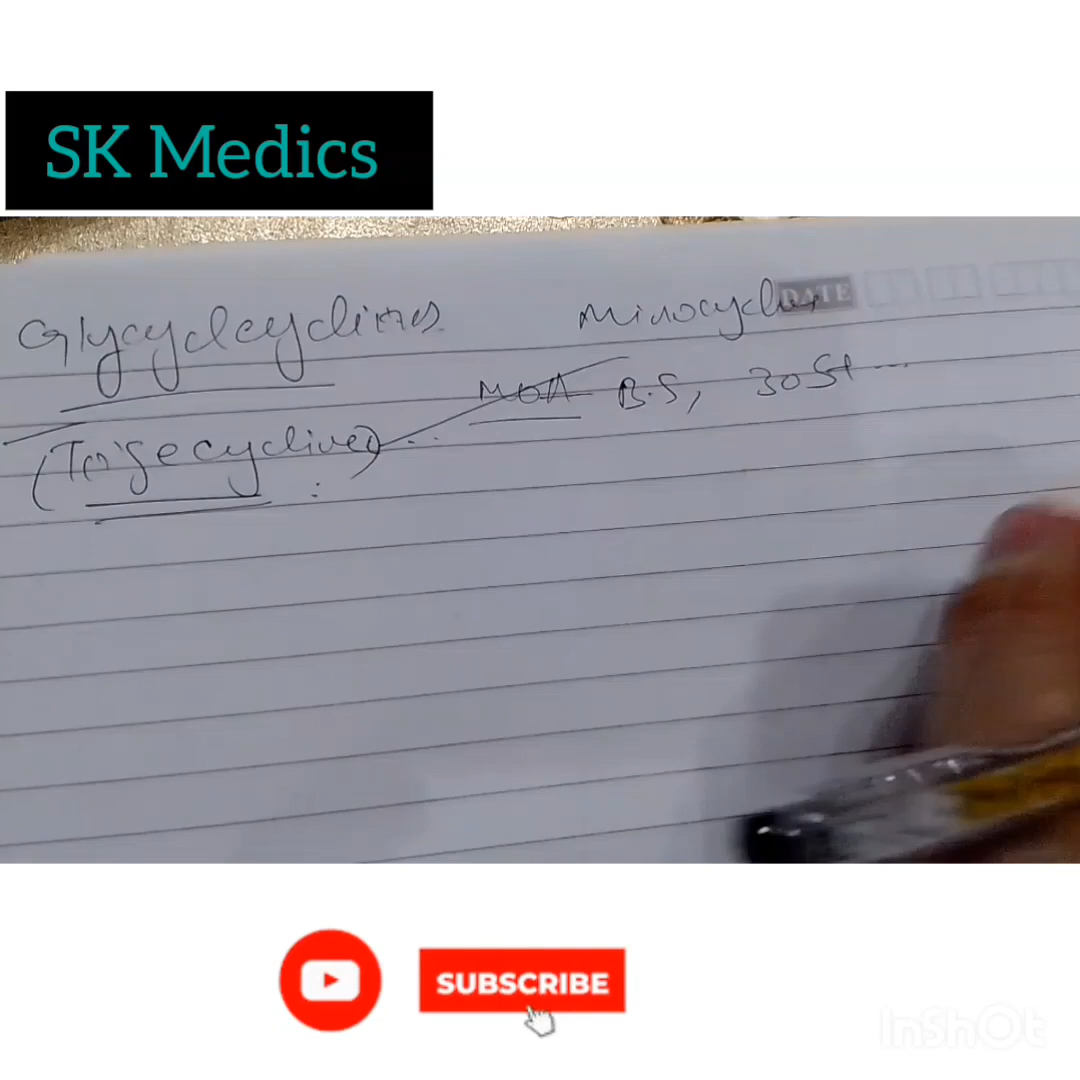 SK Medics
Glycylcyclines Minocycline DATE
MOA B.S, 30S
(Tigecycline)
SUBSCRIBE
InShOt